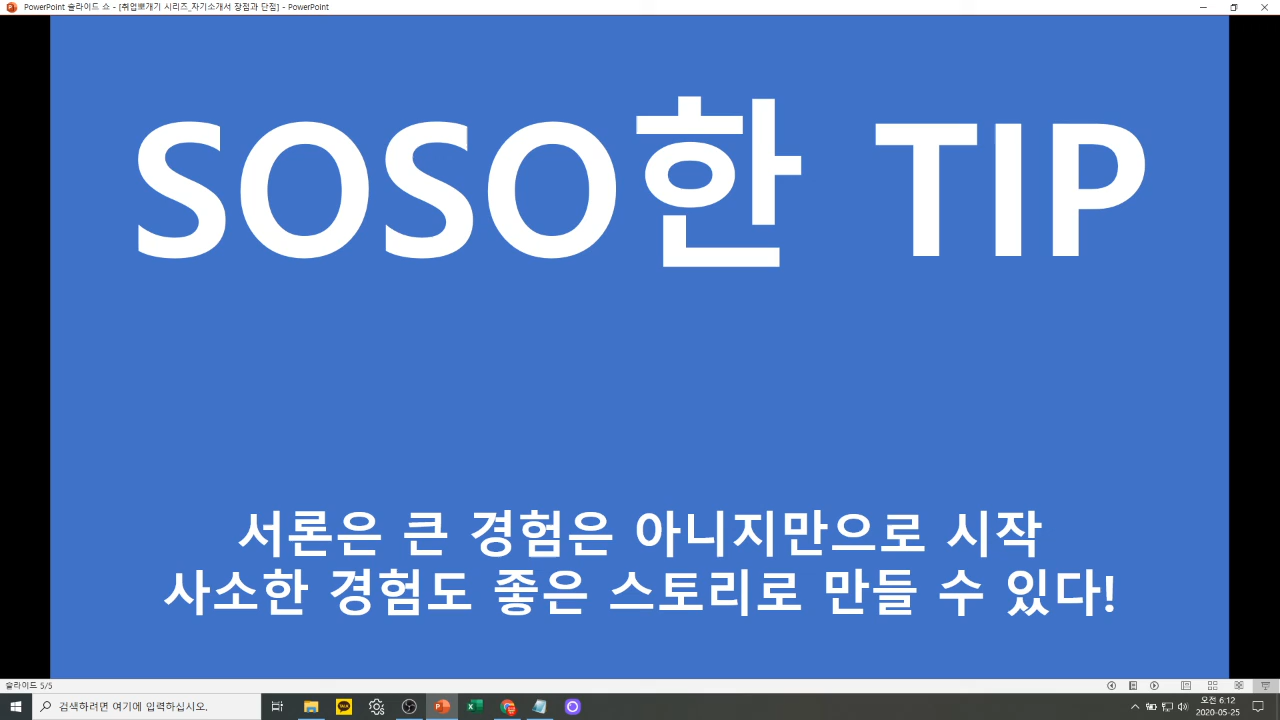 PowerPoint 슬라이드 쇼 - [취업뽀개기 시리즈_자기소개서 장점과 단점] - PowerPoint
SOSO한 TIP
서론은 큰 경험은 아니지만으로 시작
사소한 경험도 좋은 스토리로 만들 수 있다!
슬라이드 5/5
검색하려면 여기에 입력하십시오.
오전 6:12
2020-05-25